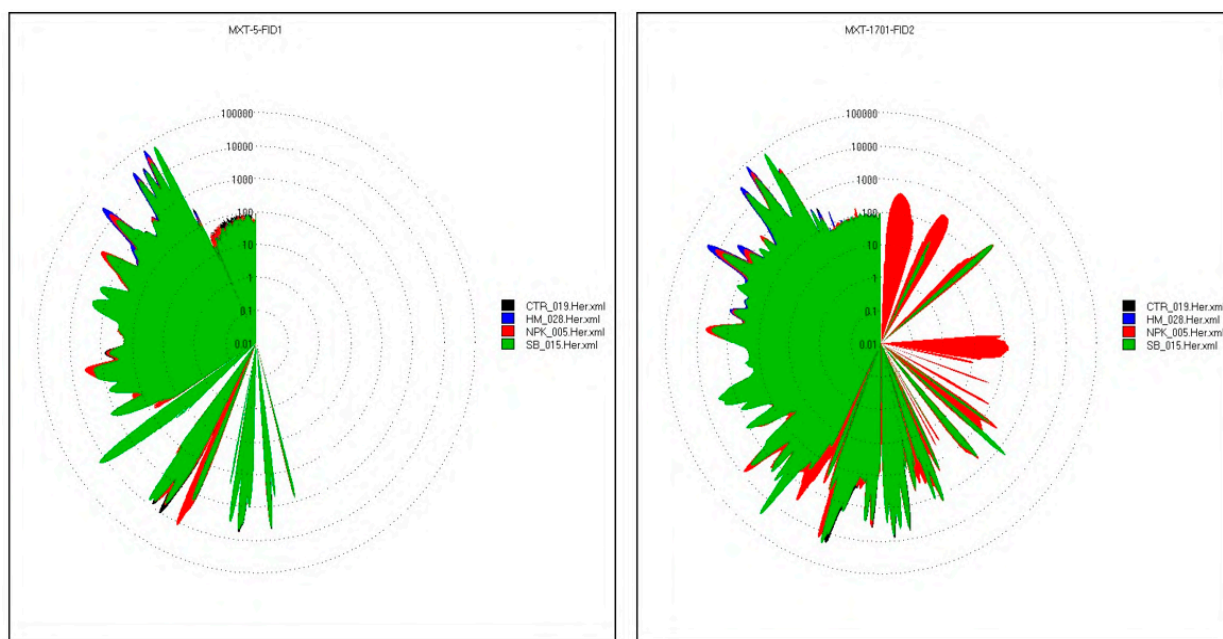 MXT-5-FID1
100000
10000
1000
100
10
1
0.1
0.01
CTR_019.Her.xml
HM_028.Her.xml
NPK_005.Her.xml
SB_015.Her.xml
MXT-1701-FID2
100000
10000
1000
100
10
1
0.1
0.01
CTR_019.Her.xml
HM_028.Her.xml
NPK_005.Her.xml
SB_015.Her.xml